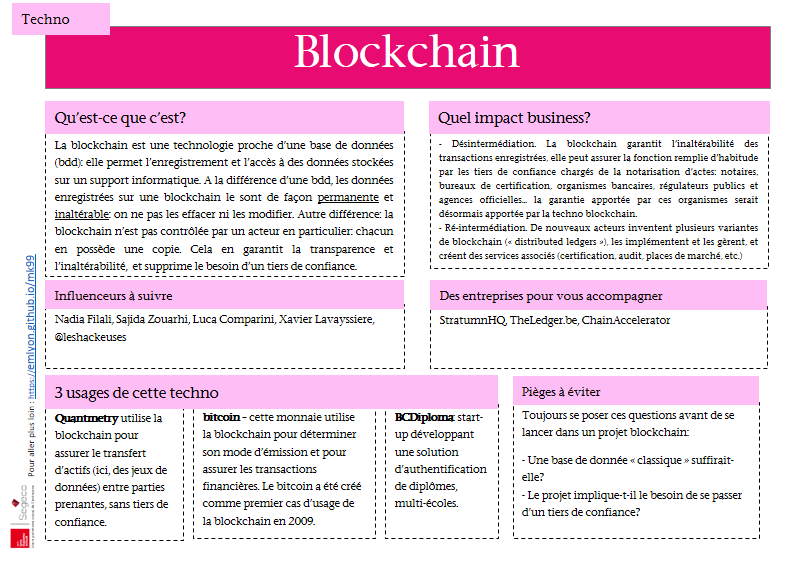 Techno
Blockchain
Qu'est-ce que c'est?
La blockchain est une technologie proche d'une base de données
(bdd): elle permet l'enregistrement et l'accès à des données stockées
sur un support informatique. A la différence d'une bdd, les données
enregistrées sur une blockchain le sont de façon permanente et
inaltérable: on ne pas les effacer ni les modifier. Autre différence: la
blockchain n'est pas contrôlée par un acteur en particulier: chacun
en possède une copie. Cela en garantit la transparence et
l'inaltérabilité, et supprime le besoin d'un tiers de confiance.
Quel impact business?
- Désintermédiation. La blockchain garantit l'inaltérabilité des
transactions enregistrées, elle peut assurer la fonction remplie d'habitude
par les tiers de confiance chargés de la notarisation d'actes: notaires,
bureaux de certification, organismes bancaires, régulateurs publics et
agences officielles... la garantie apportée par ces organismes serait
désormais apportée par la techno blockchain.
- Ré-intermédiation. De nouveaux acteurs inventent plusieurs variantes
de blockchain (« distributed ledgers »), les implémentent et les gèrent, et
créent des services associés (certification, audit, places de marché, etc.)
Influenceurs à suivre
Nadia Filali, Sajida Zouarhi, Luca Comparini, Xavier Lavayssiere,
@leshackeuses
Des entreprises pour vous accompagner
StratumnHQ, TheLedger.be, ChainAccelerator
3 usages de cette techno
Quantmetry utilise la
blockchain pour
assurer le transfert
d'actifs (ici, des jeux de
données) entre parties
prenantes, sans tiers de
confiance.
bitcoin – cette monnaie utilise
la blockchain pour déterminer
son mode d'émission et pour
assurer les transactions
financières. Le bitcoin a été créé
comme premier cas d'usage de
la blockchain en 2009.
BCDiploma: start-
up développant
une solution
d'authentification
de diplômes,
multi-écoles.
Pièges à éviter
Toujours se poser ces questions avant de se
lancer dans un projet blockchain:
- Une base de donnée « classique » suffirait-
elle?
- Le projet implique-t-il le besoin de se passer
d'un tiers de confiance?
Pour aller plus loin : https://emlyon.github.io/mk99
Segeco